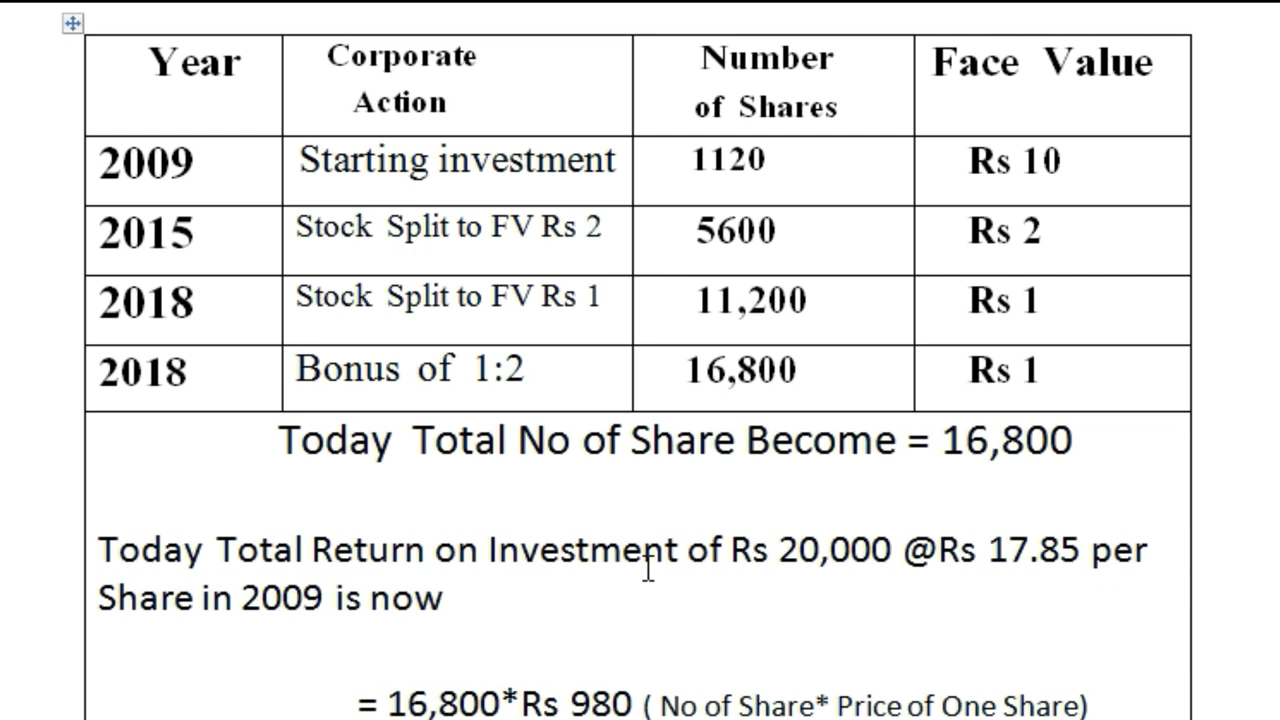 Year Corporate Action Number of Shares Face Value
2009 Starting investment 1120 Rs 10
2015 Stock Split to FV Rs 2 5600 Rs 2
2018 Stock Split to FV Rs 1 11,200 Rs 1
2018 Bonus of 1:2 16,800 Rs 1
Today Total No of Share Become = 16,800
Today Total Return on Investment of Rs 20,000 @Rs 17.85 per
Share in 2009 is now
= 16,800*Rs 980 ( No of Share* Price of One Share)